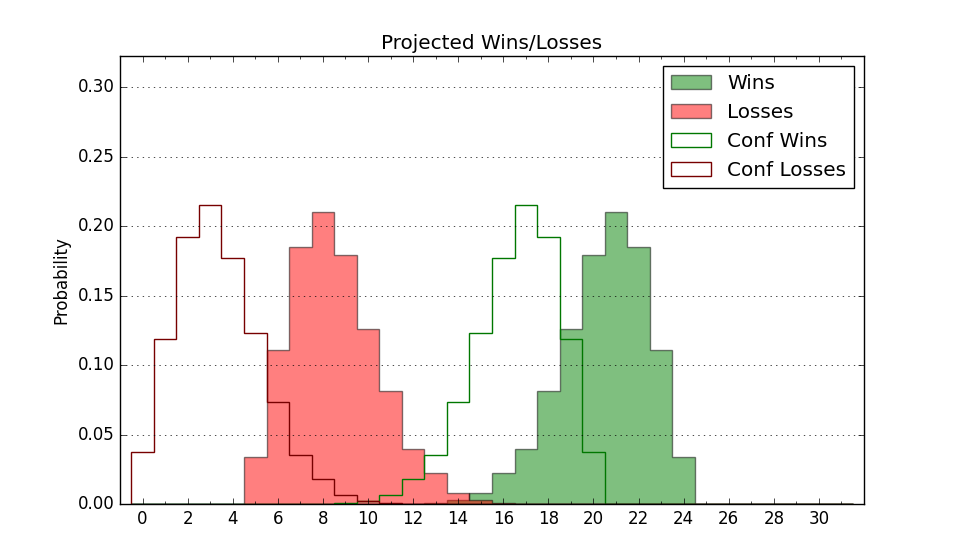 Projected Wins/Losses
Wins
Losses
Conf Wins
Conf Losses
Probability
0.30
0.25
0.20
0.15
0.10
0.05
0.00
0 2 4 6 8 10 12 14 16 18 20 22 24 26 28 30